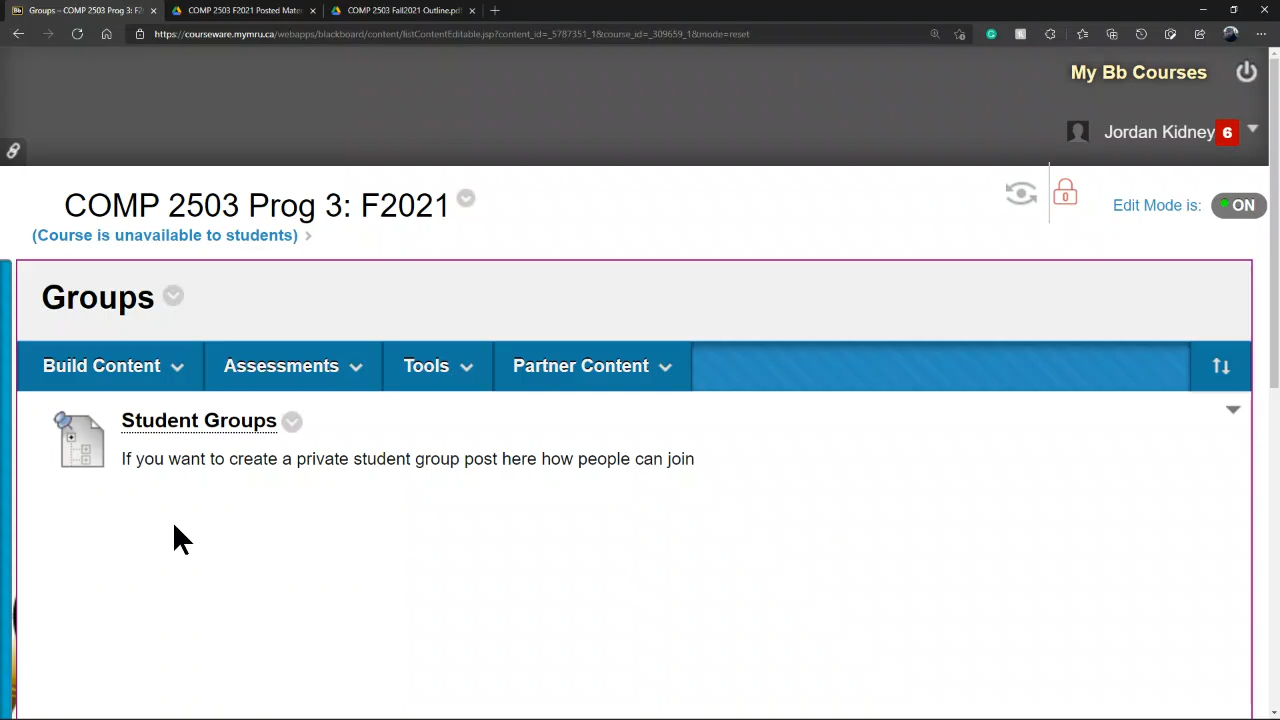 Groups – COMP 2503 Prog 3: F2
COMP 2503 F2021 Posted Mater
COMP 2503 Fall2021 Outline.pdf
https://courseware.mymru.ca/webapps/blackboard/content/listContentEditable.jsp?content_id=_5787351_1&course_id=_309659_1&mode=reset
My Bb Courses
Jordan Kidney 6
COMP 2503 Prog 3: F2021
0
Edit Mode is: ON
(Course is unavailable to students)
Groups
Build Content Assessments Tools Partner Content
Student Groups
If you want to create a private student group post here how people can join